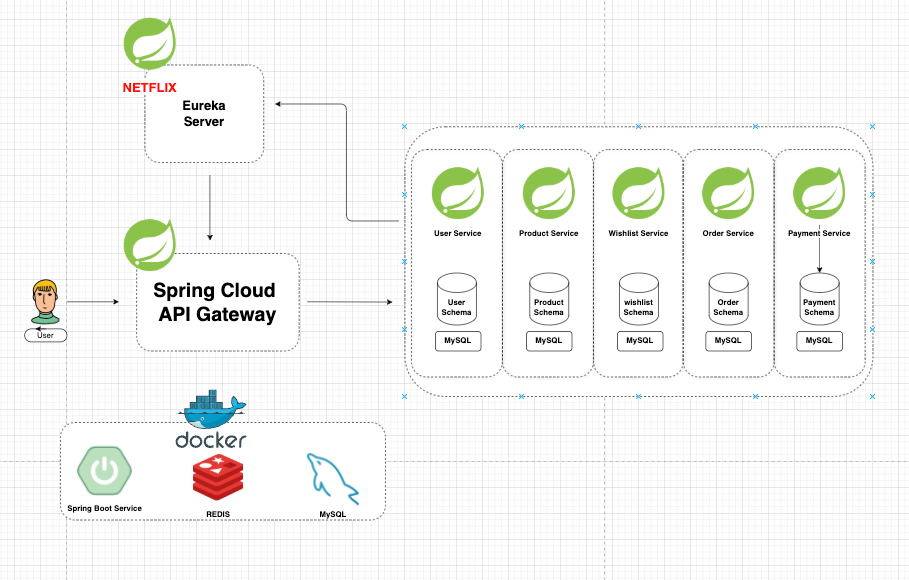 NETFLIX
Eureka
Server
Spring Cloud
API Gateway
User
User Service
Product Service
Wishlist Service
Order Service
Payment Service
User
Schema
Product
Schema
wishlist
Schema
Order
Schema
Payment
Schema
MySQL
MySQL
MySQL
MySQL
MySQL
docker
Spring Boot Service
REDIS
MySQL